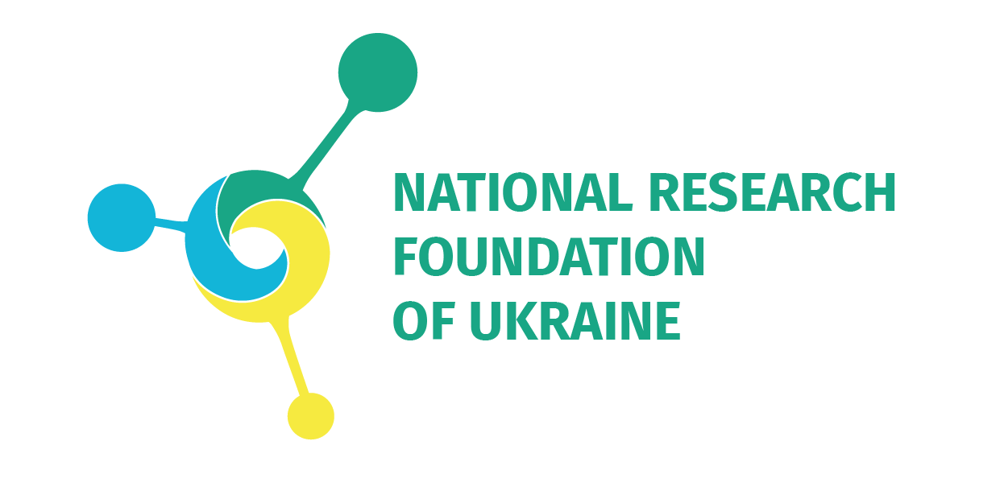 NATIONAL RESEARCH
FOUNDATION
OF UKRAINE